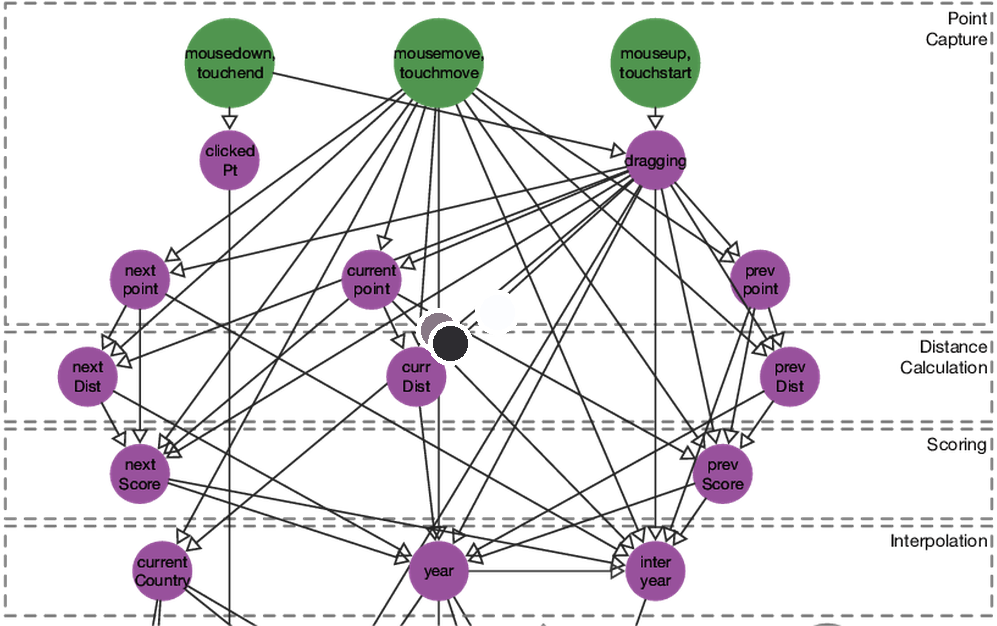 Point
Capture
mousedown,
touchend
mousemove,
touchmove
mouseup,
touchstart
clicked
Pt
dragging
next
point
current
point
prev
point
Distance
Calculation
next
Dist
curr
Dist
prev
Dist
Scoring
next
Score
prev
Score
Interpolation
current
Country
year
inter
year